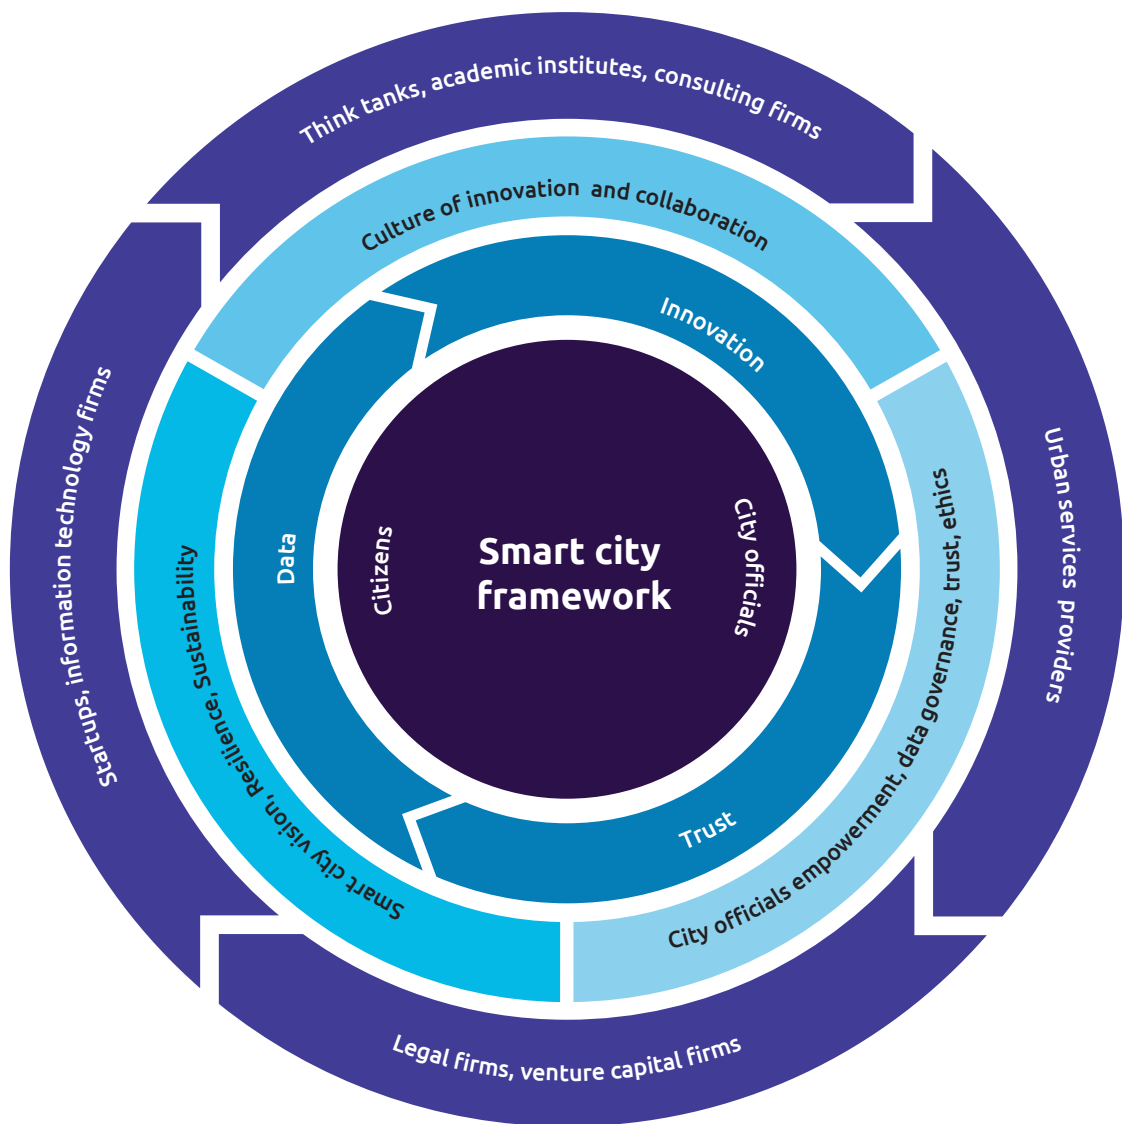 Think tanks, academic institutes, consulting firms
Culture of innovation and collaboration
Innovation
Startups, information technology firms
Smart city vision, Resilience, Sustainability
Data
Citizens
Smart city
framework
City officials
City officials empowerment, data governance, trust, ethics
Urban services providers
Trust
Legal firms, venture capital firms